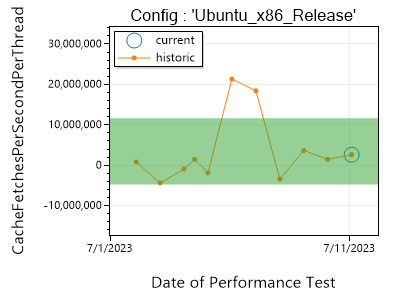 Config : 'Ubuntu_x86_Release'
CacheFetchesPerSecondPerThread
30,000,000
20,000,000
10,000,000
0
-10,000,000
current
historic
7/1/2023
7/11/2023
Date of Performance Test